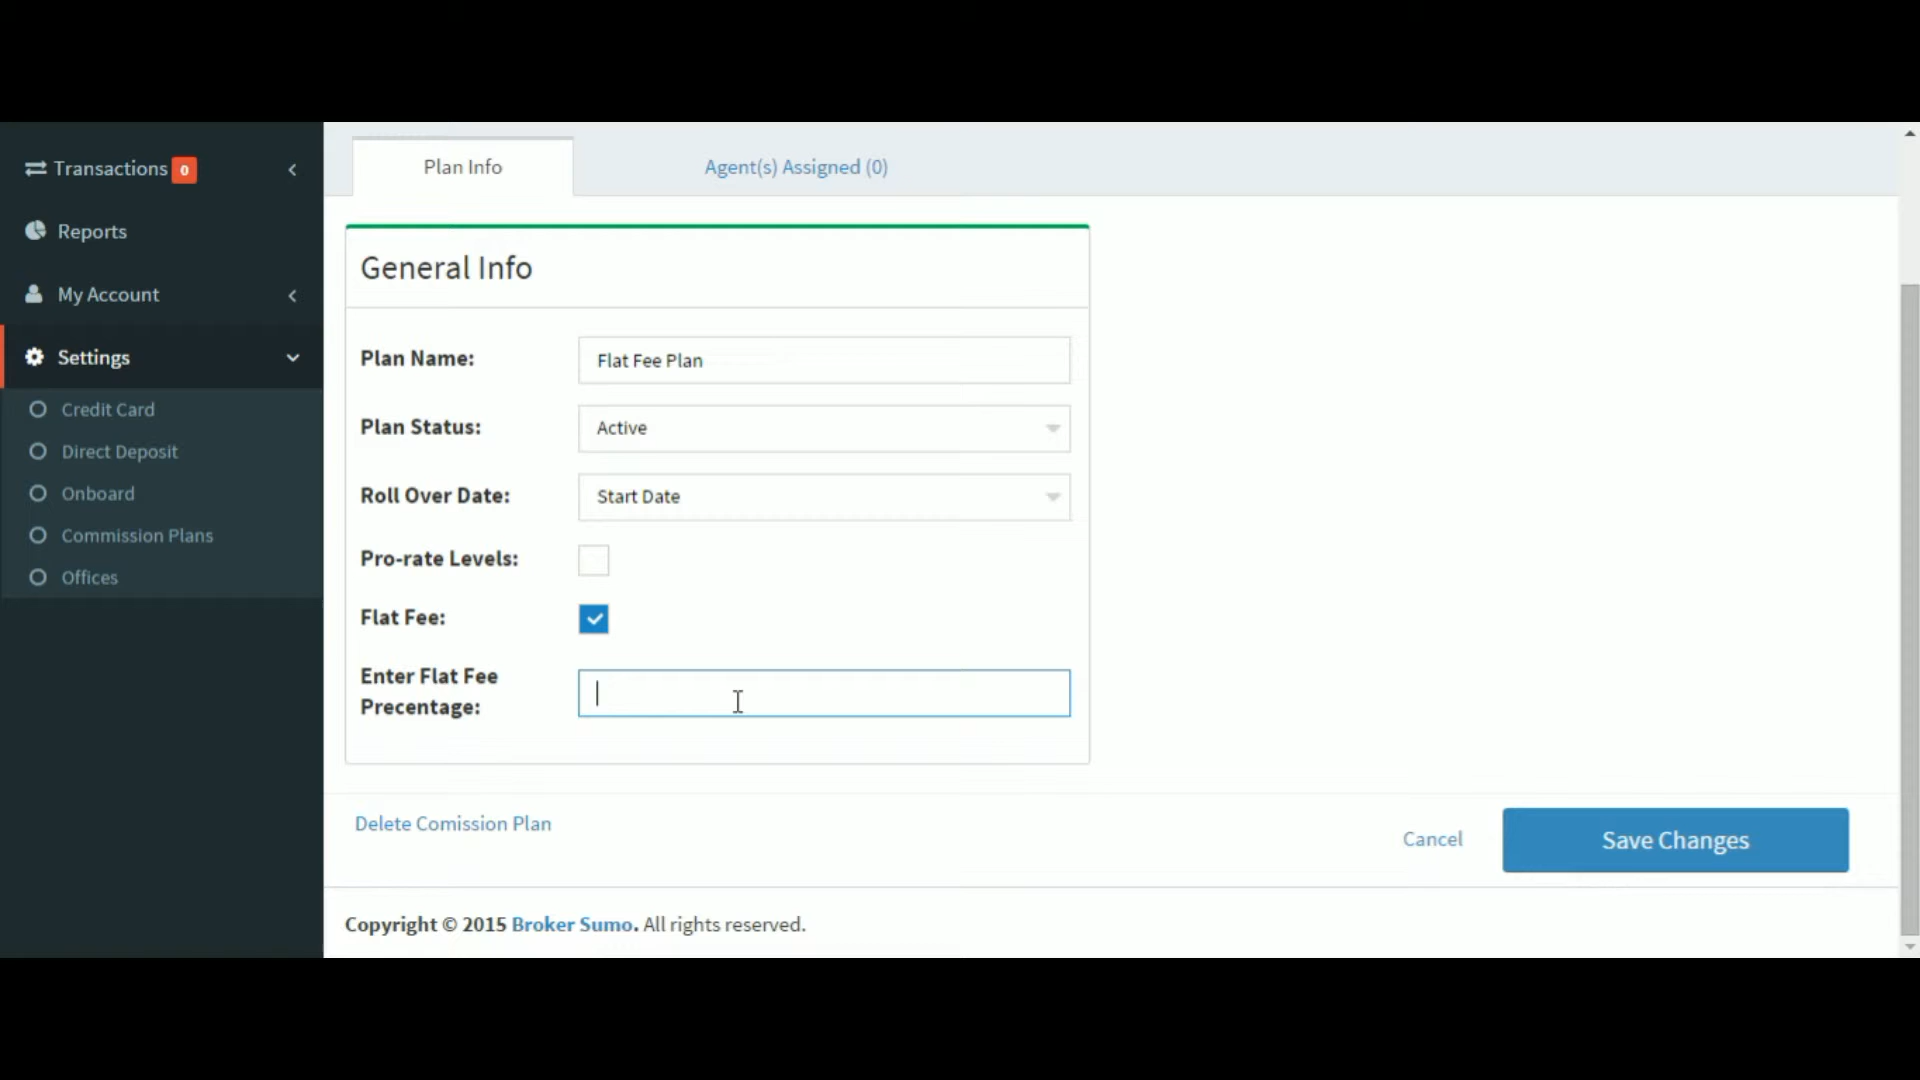 Transactions 0
Reports
My Account
Settings
Credit Card
Direct Deposit
Onboard
Commission Plans
Offices
Plan Info
Agent(s) Assigned (0)
General Info
Plan Name: Flat Fee Plan
Plan Status: Active
Roll Over Date: Start Date
Pro-rate Levels:
Flat Fee:
Enter Flat Fee
Precentage:
Delete Comission Plan
Cancel
Save Changes
Copyright © 2015 Broker Sumo. All rights reserved.